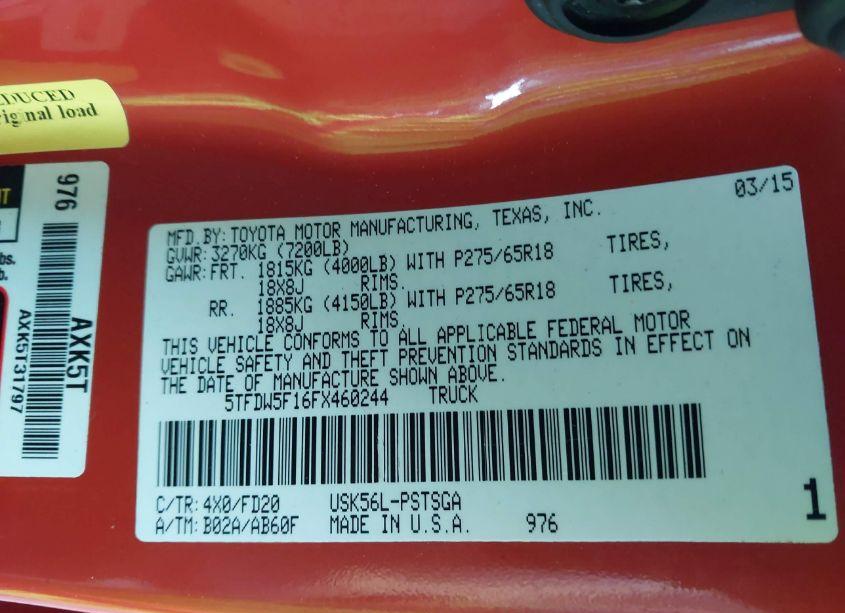 DUCED
iginal load
976
AXK5T
AXK5T31797
bs.
b.
03/15
MFD.BY:TOYOTA MOTOR MANUFACTURING, TEXAS, INC.
GVWR:3270KG (7200LB)
GAWR:FRT. 1815KG (4000LB) WITH P275/65R18 TIRES,
18X8J RIMS.
RR. 1885KG (4150LB) WITH P275/65R18 TIRES,
18X8J RIMS.
THIS VEHICLE CONFORMS TO ALL APPLICABLE FEDERAL MOTOR
VEHICLE SAFETY AND THEFT PREVENTION STANDARDS IN EFFECT ON
THE DATE OF MANUFACTURE SHOWN ABOVE.
5TFDW5F16FX460244 TRUCK
C/TR:4X0/FD20 USK56L-PSTSGA
A/TM:B02A/AB60F MADE IN U.S.A. 976
1